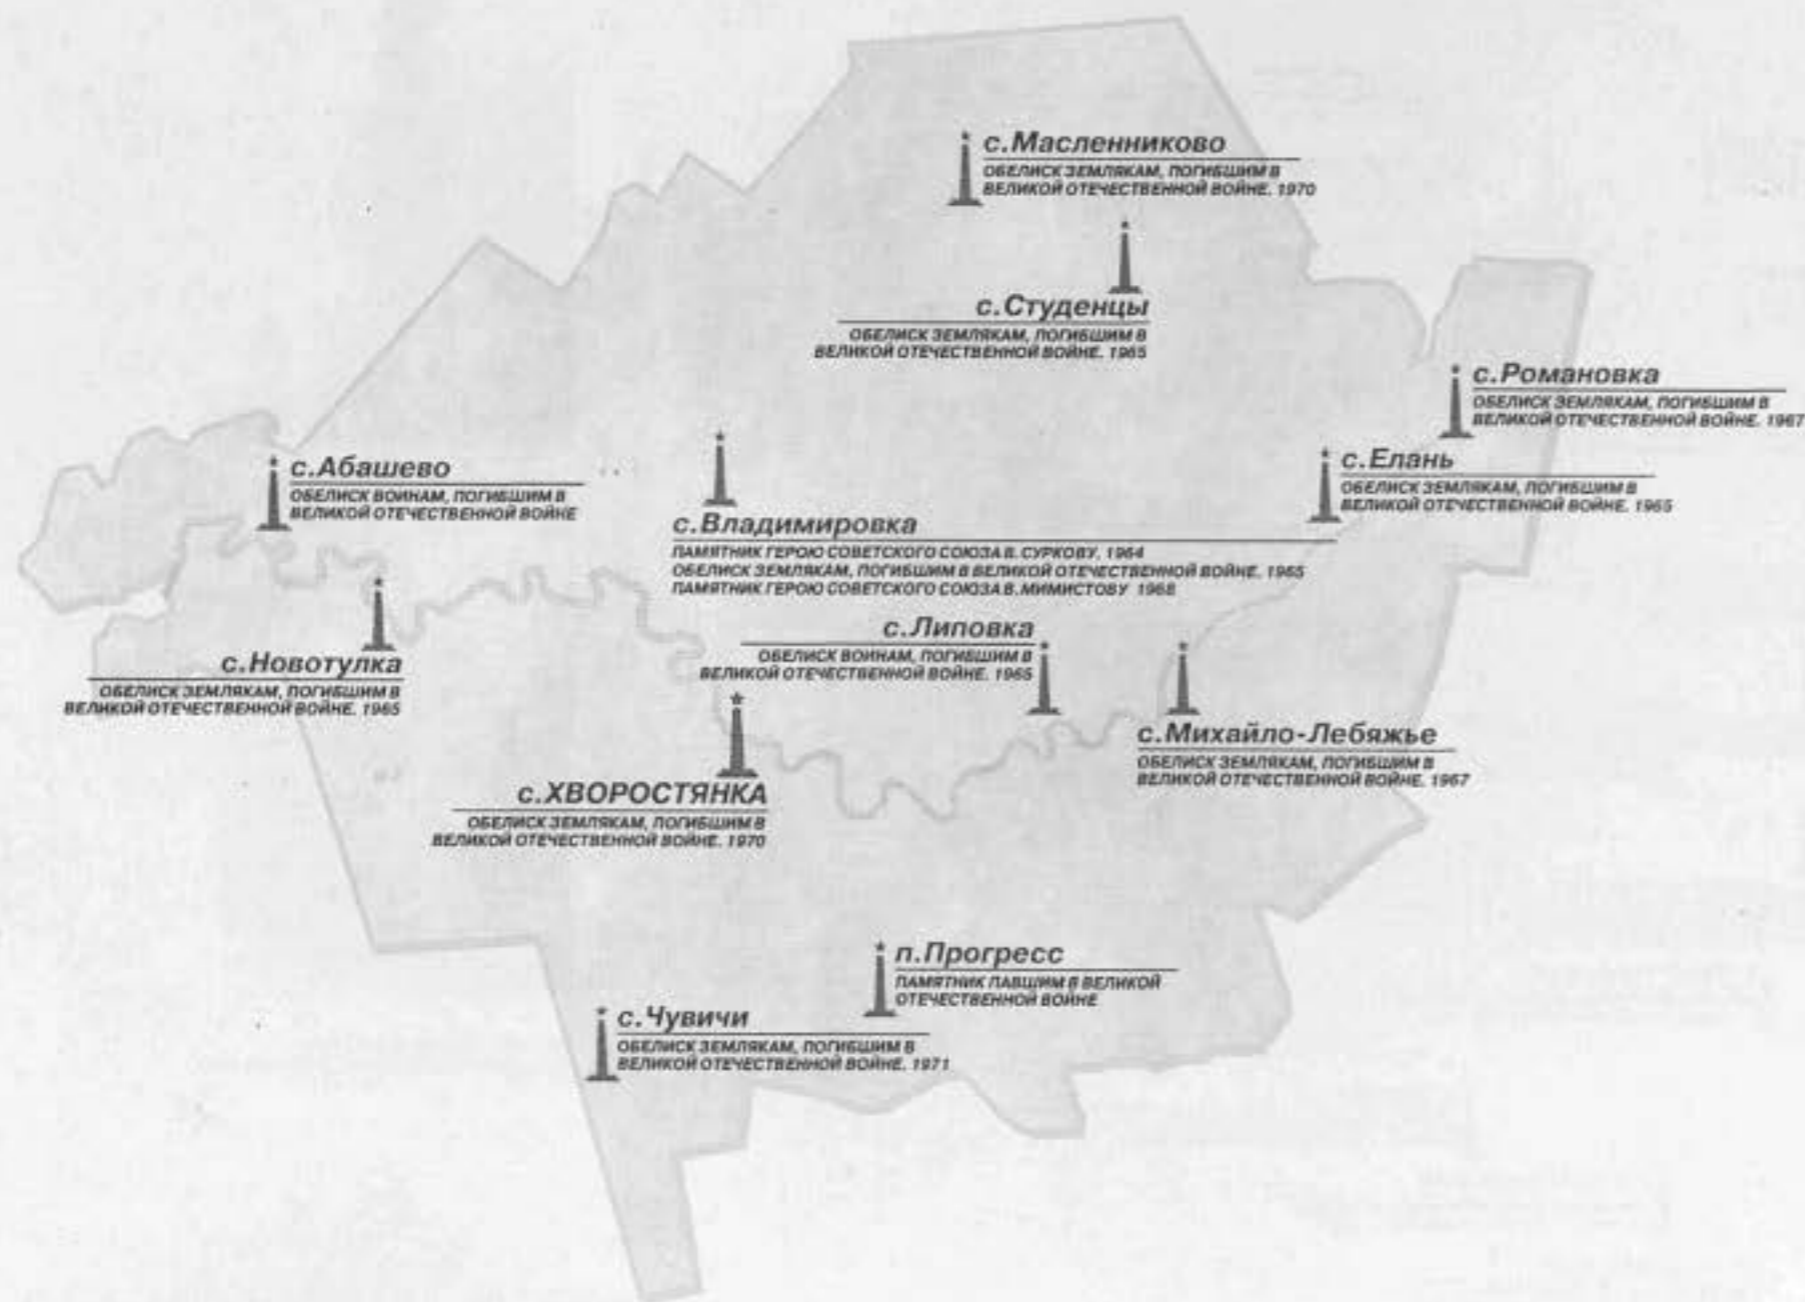 с.Масленниково
ОБЕЛИСК ЗЕМЛЯКАМ, ПОГИБШИМ В
ВЕЛИКОЙ ОТЕЧЕСТВЕННОЙ ВОЙНЕ. 1970
с.Студенцы
ОБЕЛИСК ЗЕМЛЯКАМ, ПОГИБШИМ В
ВЕЛИКОЙ ОТЕЧЕСТВЕННОЙ ВОЙНЕ. 1965
с.Романовка
ОБЕЛИСК ЗЕМЛЯКАМ, ПОГИБШИМ В
ВЕЛИКОЙ ОТЕЧЕСТВЕННОЙ ВОЙНЕ. 1967
с.Елань
ОБЕЛИСК ЗЕМЛЯКАМ, ПОГИБШИМ В
ВЕЛИКОЙ ОТЕЧЕСТВЕННОЙ ВОЙНЕ. 1965
с.Абашево
ОБЕЛИСК ВОИНАМ, ПОГИБШИМ В
ВЕЛИКОЙ ОТЕЧЕСТВЕННОЙ ВОЙНЕ
с.Владимировка
ПАМЯТНИК ГЕРОЮ СОВЕТСКОГО СОЮЗА В. СУРКОВУ. 1964
ОБЕЛИСК ЗЕМЛЯКАМ, ПОГИБШИМ В ВЕЛИКОЙ ОТЕЧЕСТВЕННОЙ ВОЙНЕ. 1965
ПАМЯТНИК ГЕРОЮ СОВЕТСКОГО СОЮЗА В.МИМИСТОВУ 1968
с.Липовка
ОБЕЛИСК ВОИНАМ, ПОГИБШИМ В
ВЕЛИКОЙ ОТЕЧЕСТВЕННОЙ ВОЙНЕ. 1965
с.Новотулка
ОБЕЛИСК ЗЕМЛЯКАМ, ПОГИБШИМ В
ВЕЛИКОЙ ОТЕЧЕСТВЕННОЙ ВОЙНЕ. 1965
с.Михайло-Лебяжье
ОБЕЛИСК ЗЕМЛЯКАМ, ПОГИБШИМ В
ВЕЛИКОЙ ОТЕЧЕСТВЕННОЙ ВОЙНЕ. 1967
с.ХВОРОСТЯНКА
ОБЕЛИСК ЗЕМЛЯКАМ, ПОГИБШИМ В
ВЕЛИКОЙ ОТЕЧЕСТВЕННОЙ ВОЙНЕ. 1970
п.Прогресс
ПАМЯТНИК ПАВШИМ В ВЕЛИКОЙ
ОТЕЧЕСТВЕННОЙ ВОЙНЕ
с.Чувичи
ОБЕЛИСК ЗЕМЛЯКАМ, ПОГИБШИМ В
ВЕЛИКОЙ ОТЕЧЕСТВЕННОЙ ВОЙНЕ. 1971